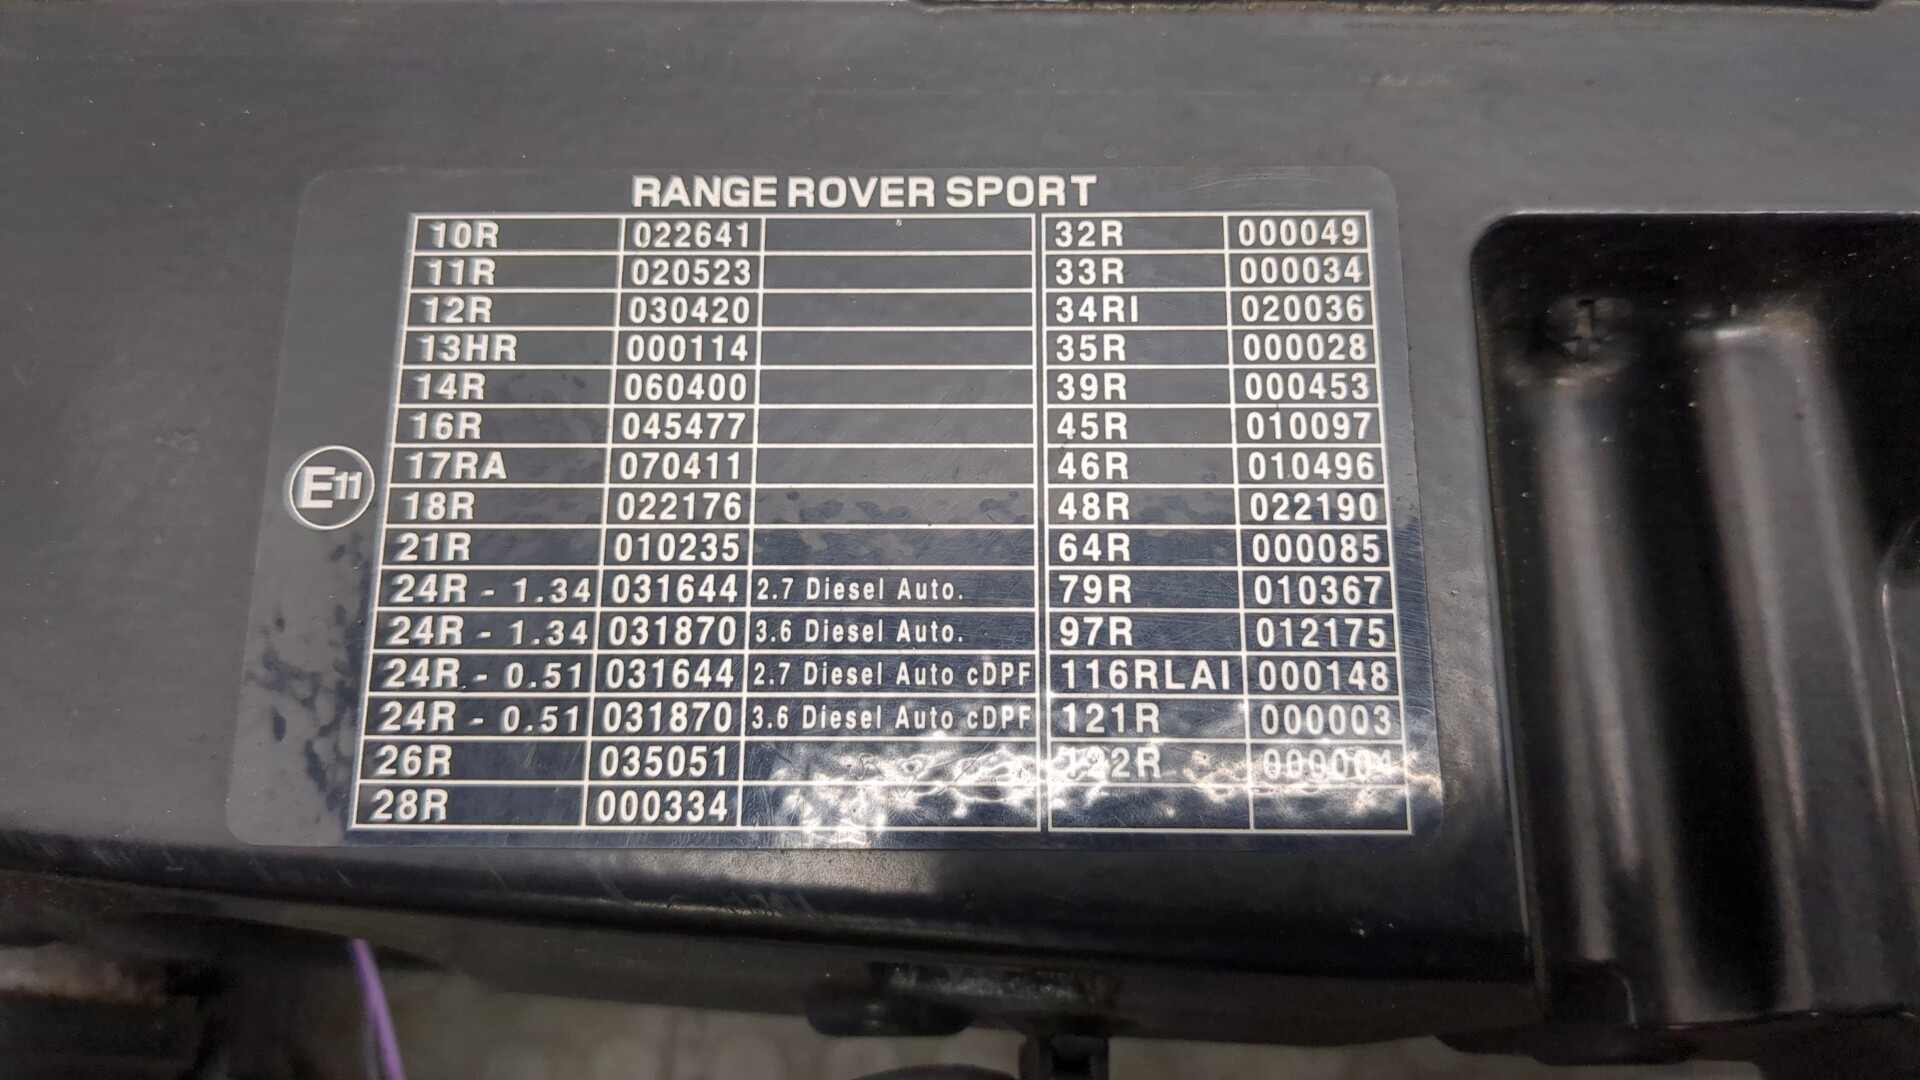 RANGE ROVER SPORT
10R 022641 32R 000049
11R 020523 33R 000034
12R 030420 34RI 020036
13HR 000114 35R 000028
14R 060400 39R 000453
16R 045477 45R 010097
17RA 070411 46R 010496
E11
18R 022176 48R 022190
21R 010235 64R 000085
24R - 1.34 031644 2.7 Diesel Auto. 79R 010367
24R - 1.34 031870 3.6 Diesel Auto. 97R 012175
24R - 0.51 031644 2.7 Diesel Auto cDPF 116RLAI 000148
24R - 0.51 031870 3.6 Diesel Auto cDPF 121R 000003
26R 035051 122R 000004
28R 000334